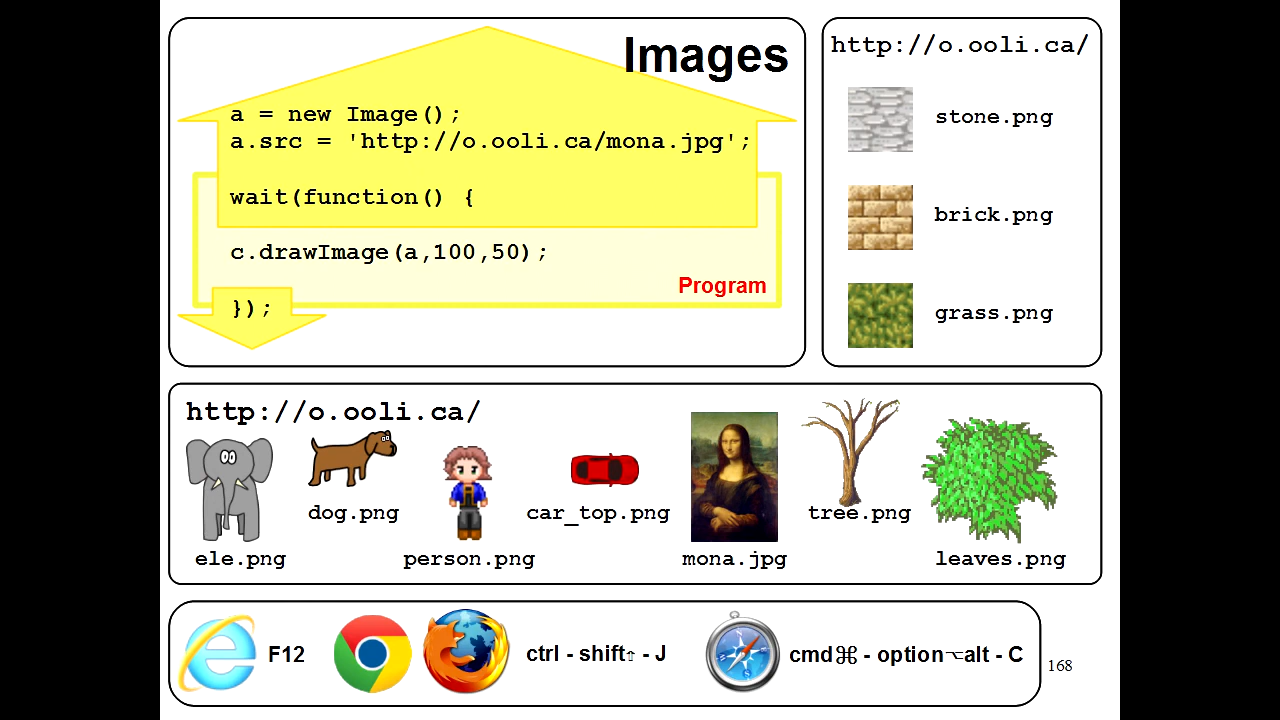 Images
a = new Image();
a.src = 'http://o.ooli.ca/mona.jpg';
wait(function() {
c.drawImage(a,100,50);
Program
});
http://o.ooli.ca/
stone.png
brick.png
grass.png
http://o.ooli.ca/
ele.png
dog.png
person.png
car_top.png
mona.jpg
tree.png
leaves.png
F12
ctrl - shift⇧ - J
cmd⌘ - option⌥alt - C
168